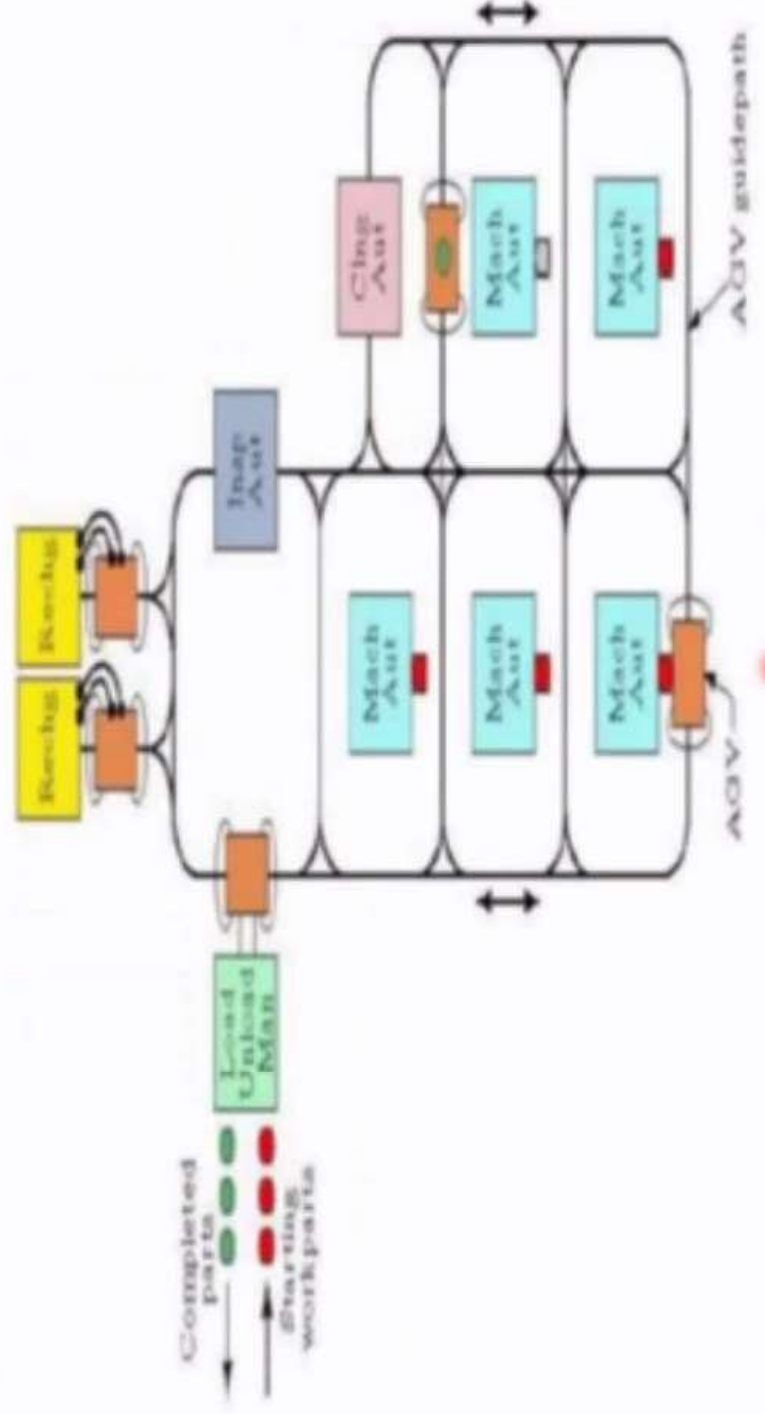 Rechg
Rechg
Completed
parts
Load
Unload
Man
Insp
Aut
Starting
workparts
Mach
Aut
Clng
Aut
Mach
Aut
Mach
Aut
Mach
Aut
Mach
Aut
AGV
AGV guidepath